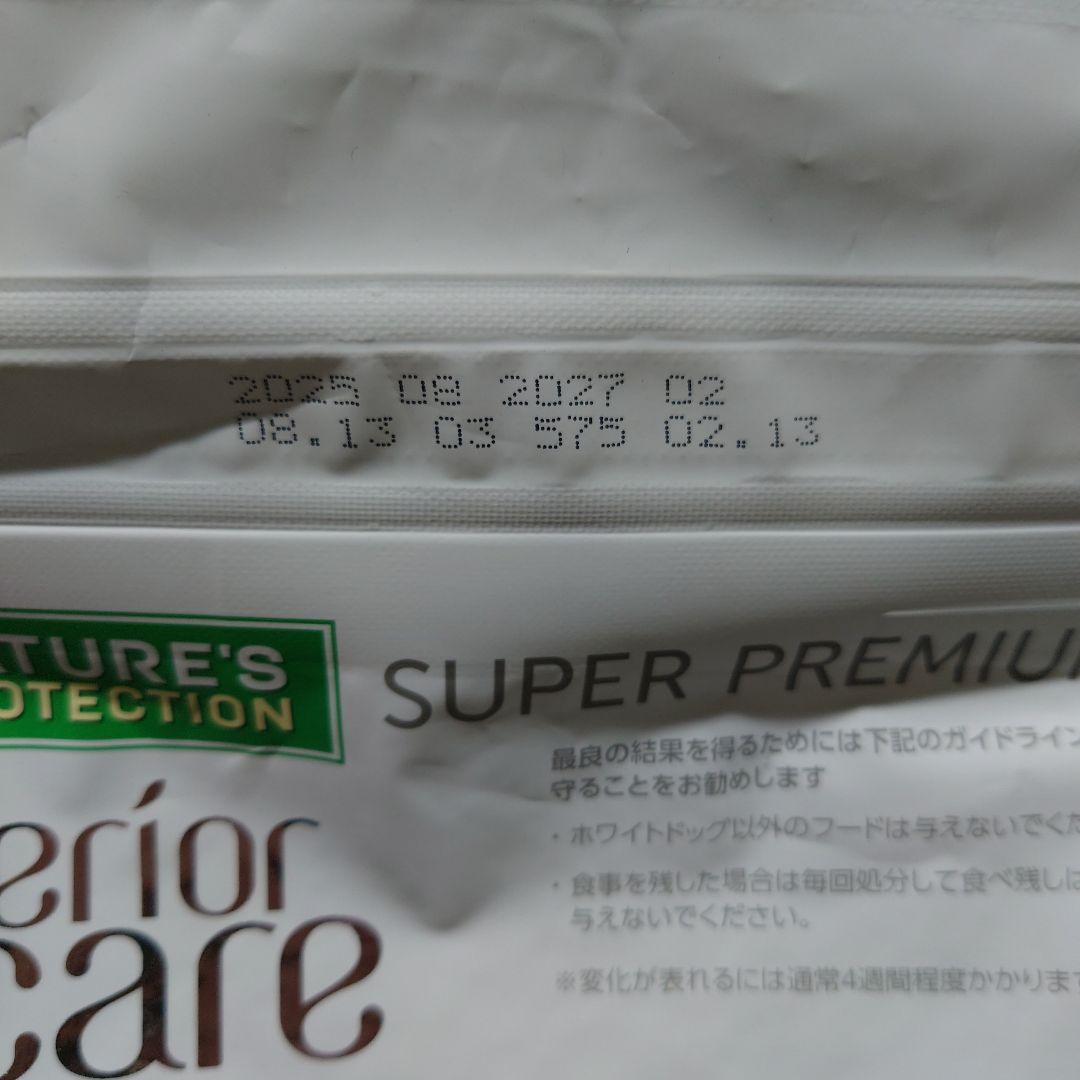 2025 08 2027 02
08.13 03 575 02.13
ATURE'S
OTECTION
SUPER PREMIU
erior
care
最良の結果を得るためには下記のガイドライン
守ることをお勧めします
・ホワイトドッグ以外のフードは与えないでくだ
・食事を残した場合は毎回処分して食べ残しは
与えないでください。
※変化が表れるには通常4週間程度かかります